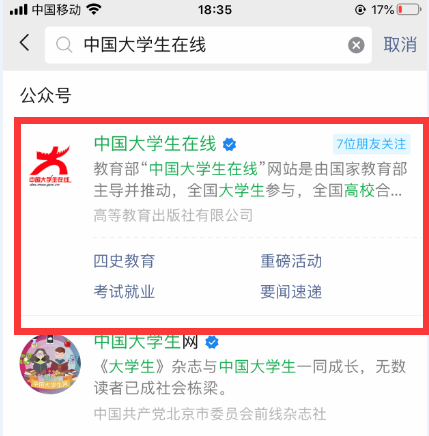 中国移动 18:35 17%
中国大学生在线 取消
公众号
中国大学生在线 7位朋友关注
教育部“中国大学生在线”网站是由国家教育部
主导并推动，全国大学生参与，全国高校合...
高等教育出版社有限公司
中国大学生在线
四史教育 重磅活动
考试就业 要闻速递
中国大学生网
《大学生》杂志与中国大学生一同成长，无数
读者已成社会栋梁。
中国共产党北京市委员会前线杂志社